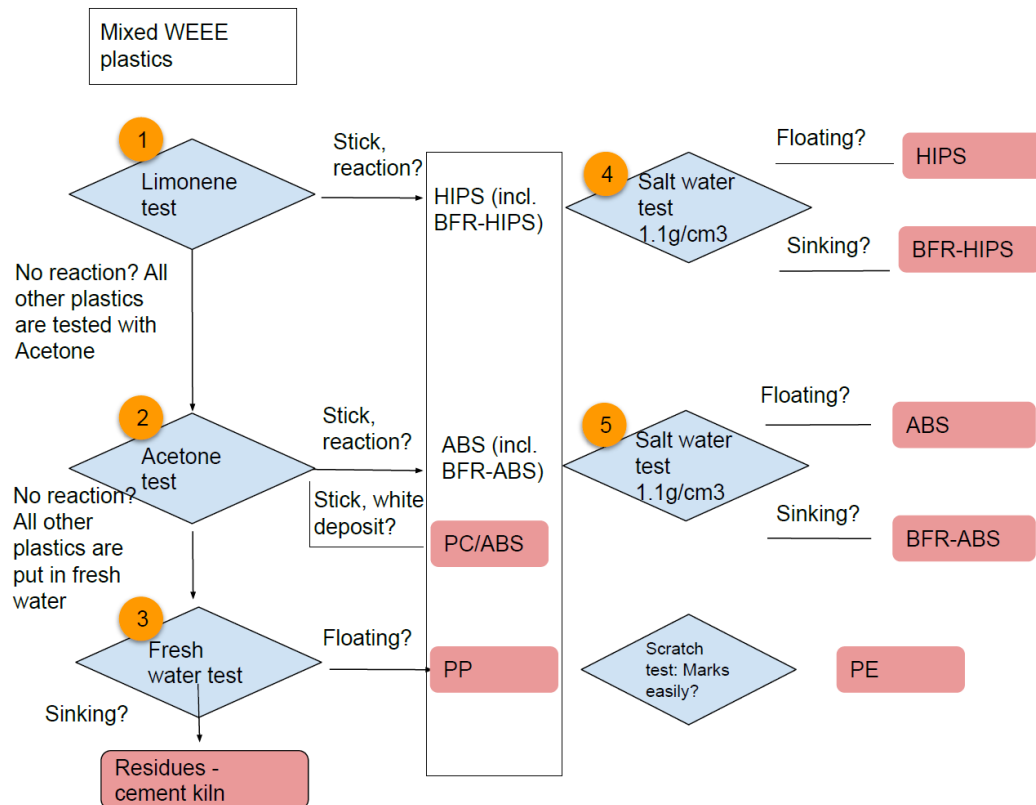 Mixed WEEE
plastics
1
Limonene
test
Stick,
reaction?
HIPS (incl.
BFR-HIPS)
4
Salt water
test
1.1g/cm3
Floating?
HIPS
Sinking?
BFR-HIPS
No reaction? All
other plastics
are tested with
Acetone
2
Acetone
test
Stick,
reaction?
ABS (incl.
BFR-ABS)
5
Salt water
test
1.1g/cm3
Floating?
ABS
Sinking?
BFR-ABS
Stick, white
deposit?
PC/ABS
No reaction?
All other
plastics are
put in fresh
water
3
Fresh
water test
Floating?
PP
Scratch
test: Marks
easily?
PE
Sinking?
Residues -
cement kiln